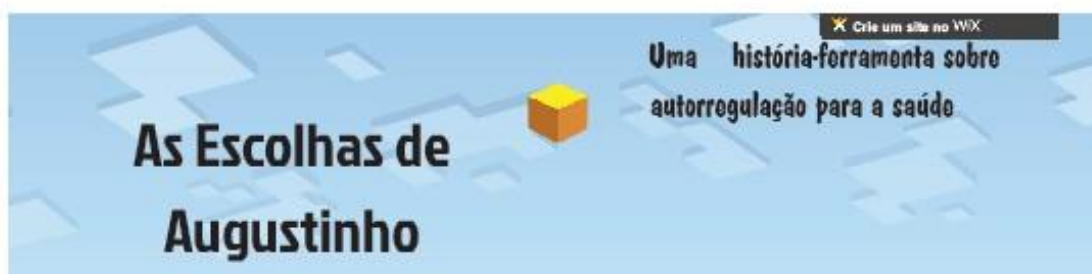 Crie um site no WiX
Uma história-ferramenta sobre
autorregulação para a saúde
As Escolhas de
Augustinho